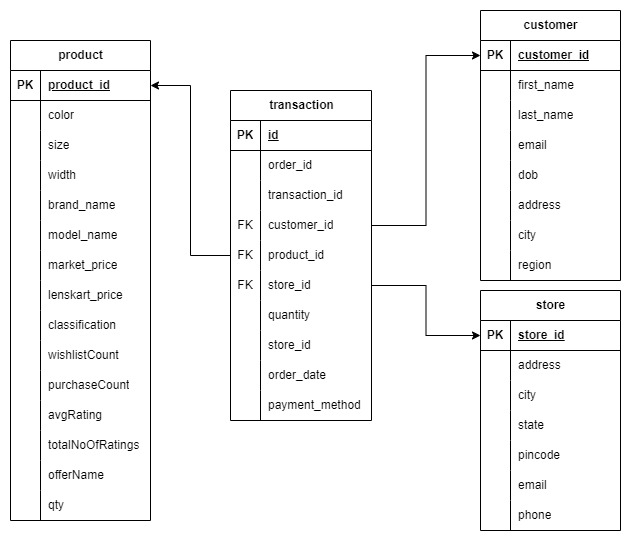 product
PK product_id
color
size
width
brand_name
model_name
market_price
lenskart_price
classification
wishlistCount
purchaseCount
avgRating
totalNoOfRatings
offerName
qty
transaction
PK id
order_id
transaction_id
FK customer_id
FK product_id
FK store_id
quantity
store_id
order_date
payment_method
customer
PK customer_id
first_name
last_name
email
dob
address
city
region
store
PK store_id
address
city
state
pincode
email
phone